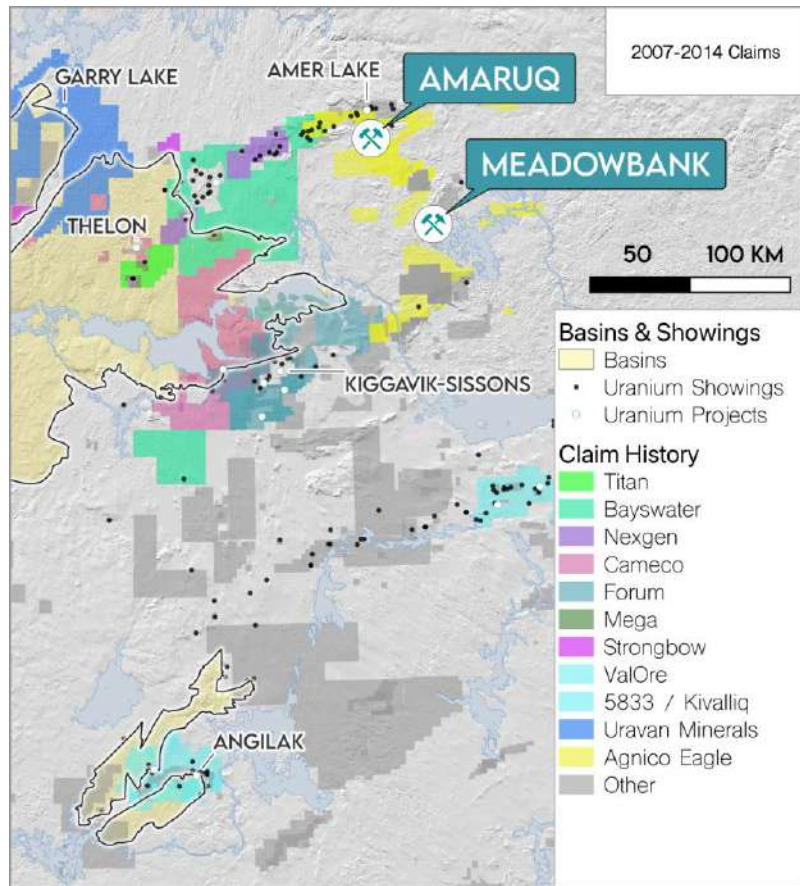 2007-2014 Claims
GARRY LAKE
AMER LAKE
AMARUQ
MEADOWBANK
THELON
50 100 KM
KIGGAVIK-SISSONS
ANGILAK
Basins & Showings
Basins
Uranium Showings
Uranium Projects
Claim History
Titan
Bayswater
Nexgen
Cameco
Forum
Mega
Strongbow
ValOre
5833 / Kivalliq
Uravan Minerals
Agnico Eagle
Other